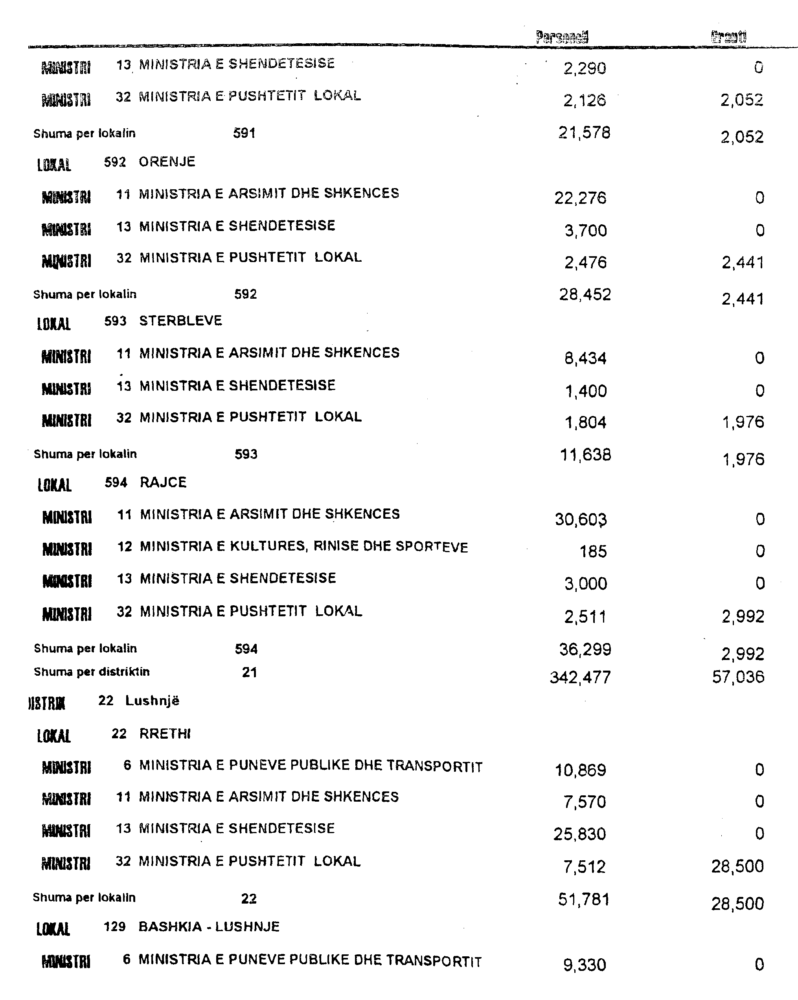 Personeli Granti
MINISTRI 13 MINISTRIA E SHENDETESISE 2,290 0
MINISTRI 32 MINISTRIA E PUSHTETIT LOKAL 2,126 2,052
Shuma per lokalin 591 21,578 2,052
LOKAL 592 ORENJE
MINISTRI 11 MINISTRIA E ARSIMIT DHE SHKENCES 22,276 0
MINISTRI 13 MINISTRIA E SHENDETESISE 3,700 0
MINISTRI 32 MINISTRIA E PUSHTETIT LOKAL 2,476 2,441
Shuma per lokalin 592 28,452 2,441
LOKAL 593 STERBLEVE
MINISTRI 11 MINISTRIA E ARSIMIT DHE SHKENCES 8,434 0
MINISTRI 13 MINISTRIA E SHENDETESISE 1,400 0
MINISTRI 32 MINISTRIA E PUSHTETIT LOKAL 1,804 1,976
Shuma per lokalin 593 11,638 1,976
LOKAL 594 RAJCE
MINISTRI 11 MINISTRIA E ARSIMIT DHE SHKENCES 30,603 0
MINISTRI 12 MINISTRIA E KULTURES, RINISE DHE SPORTEVE 185 0
MINISTRI 13 MINISTRIA E SHENDETESISE 3,000 0
MINISTRI 32 MINISTRIA E PUSHTETIT LOKAL 2,511 2,992
Shuma per lokalin 594 36,299 2,992
Shuma per distriktin 21 342,477 57,036
DISTRIK 22 Lushnjë
LOKAL 22 RRETHI
MINISTRI 6 MINISTRIA E PUNEVE PUBLIKE DHE TRANSPORTIT 10,869 0
MINISTRI 11 MINISTRIA E ARSIMIT DHE SHKENCES 7,570 0
MINISTRI 13 MINISTRIA E SHENDETESISE 25,830 0
MINISTRI 32 MINISTRIA E PUSHTETIT LOKAL 7,512 28,500
Shuma per lokalin 22 51,781 28,500
LOKAL 129 BASHKIA - LUSHNJE
MINISTRI 6 MINISTRIA E PUNEVE PUBLIKE DHE TRANSPORTIT 9,330 0